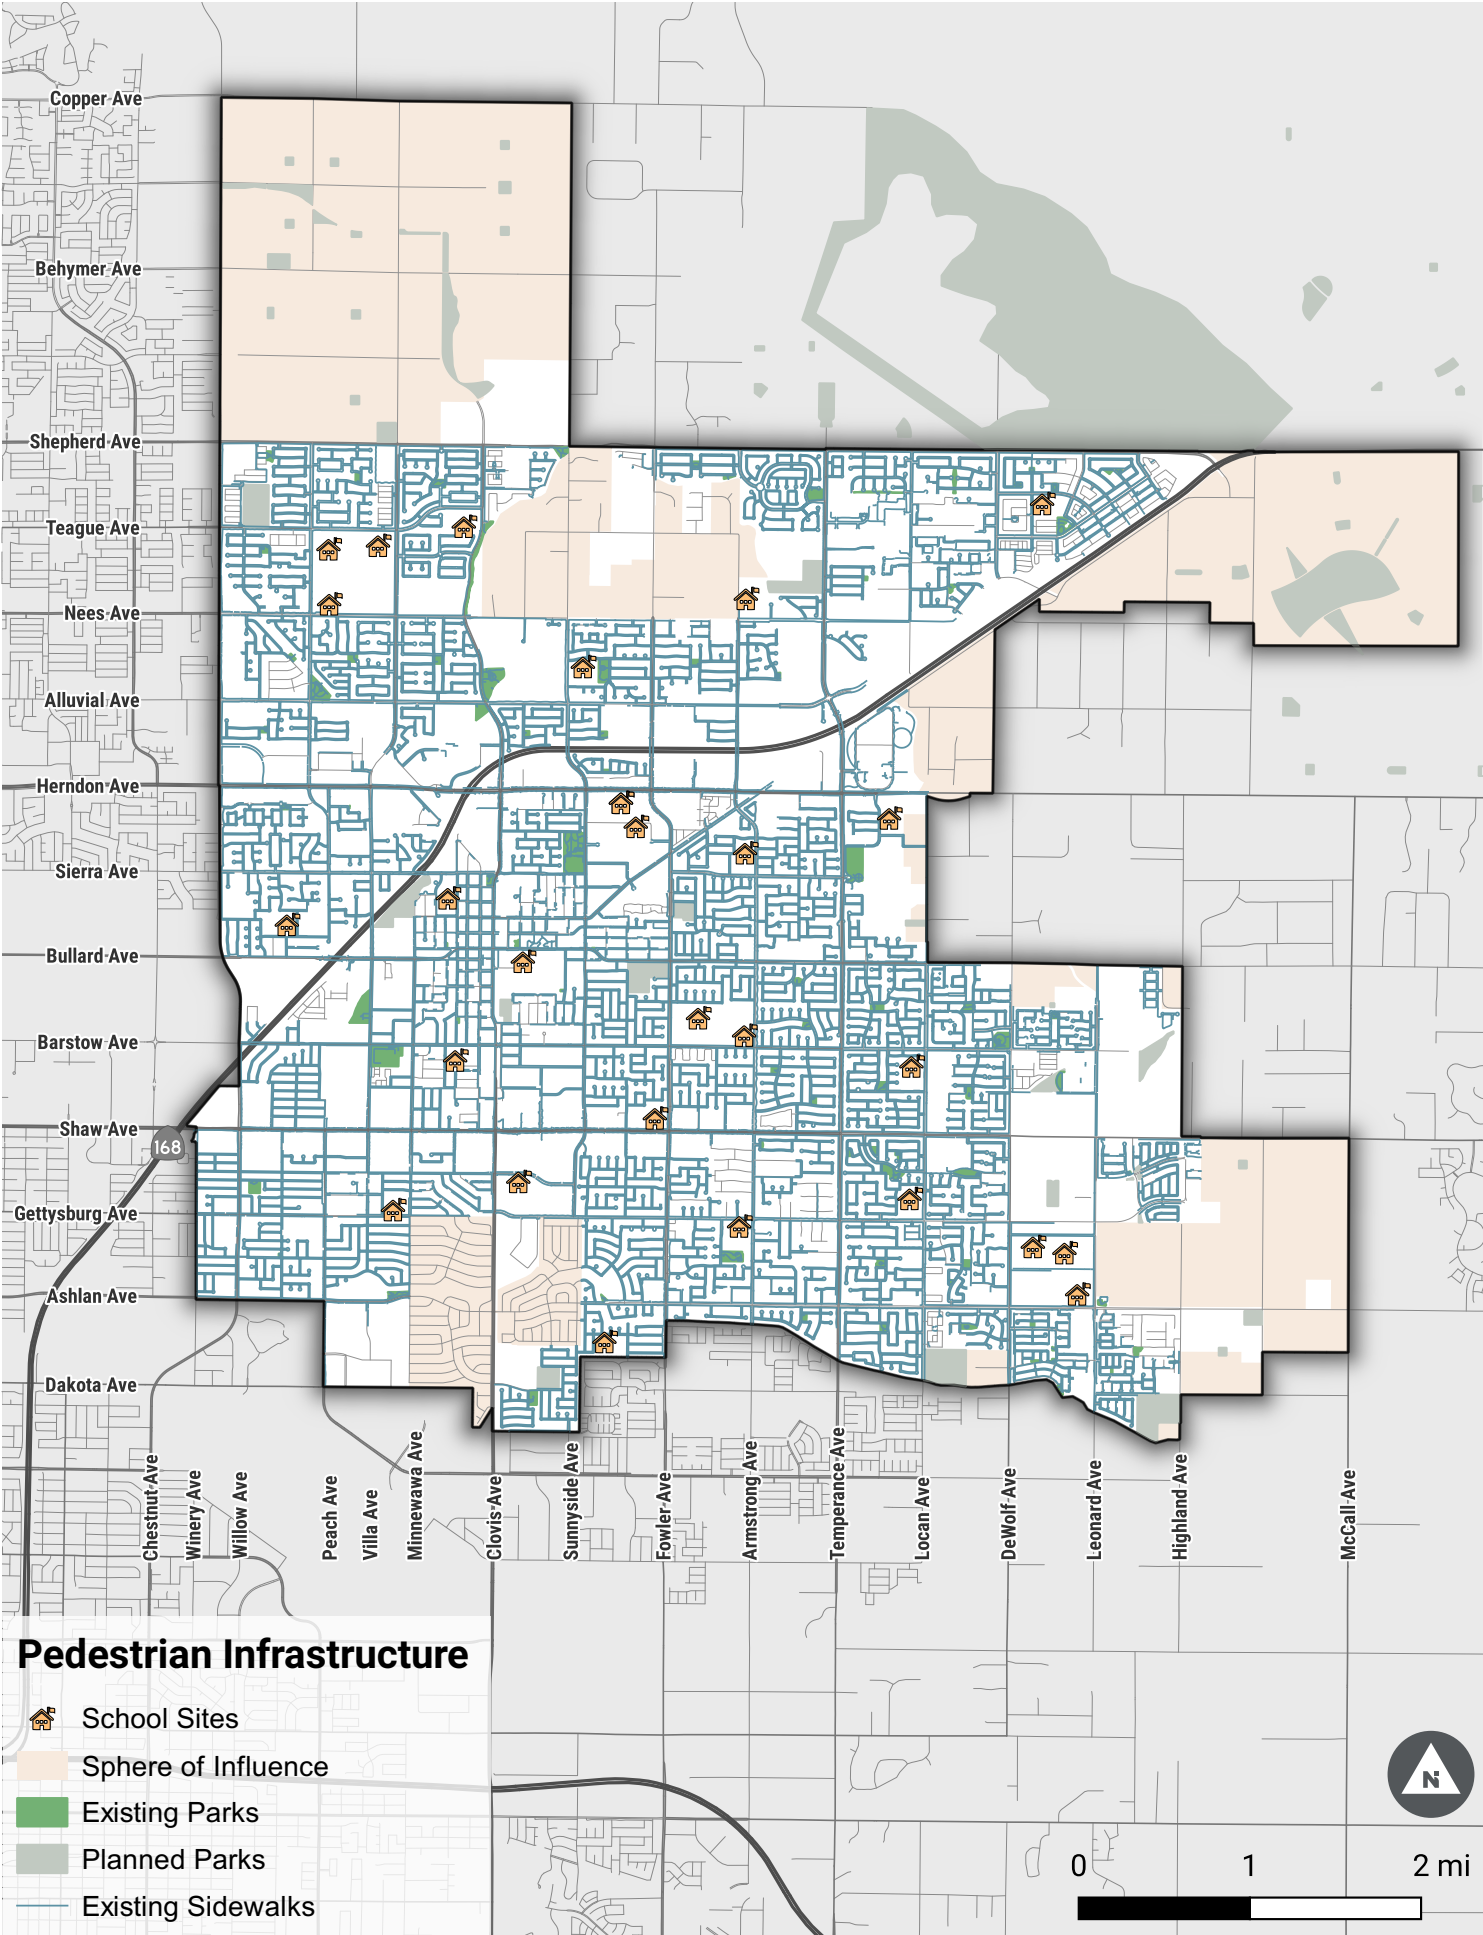 Copper Ave
Behymer Ave
Shepherd Ave
Teague Ave
Nees Ave
Alluvial Ave
Herndon Ave
Sierra Ave
Bullard Ave
Barstow Ave
Shaw Ave
168
Gettysburg Ave
Ashlan Ave
Dakota Ave
Chestnut Ave
Winery Ave
Willow Ave
Peach Ave
Villa Ave
Minnewawa Ave
Clovis Ave
Sunnyside Ave
Fowler Ave
Armstrong Ave
Temperance Ave
Locan Ave
DeWolf Ave
Leonard Ave
Highland Ave
McCall Ave
Pedestrian Infrastructure
School Sites
Sphere of Influence
Existing Parks
Planned Parks
Existing Sidewalks
N
0 1 2 mi